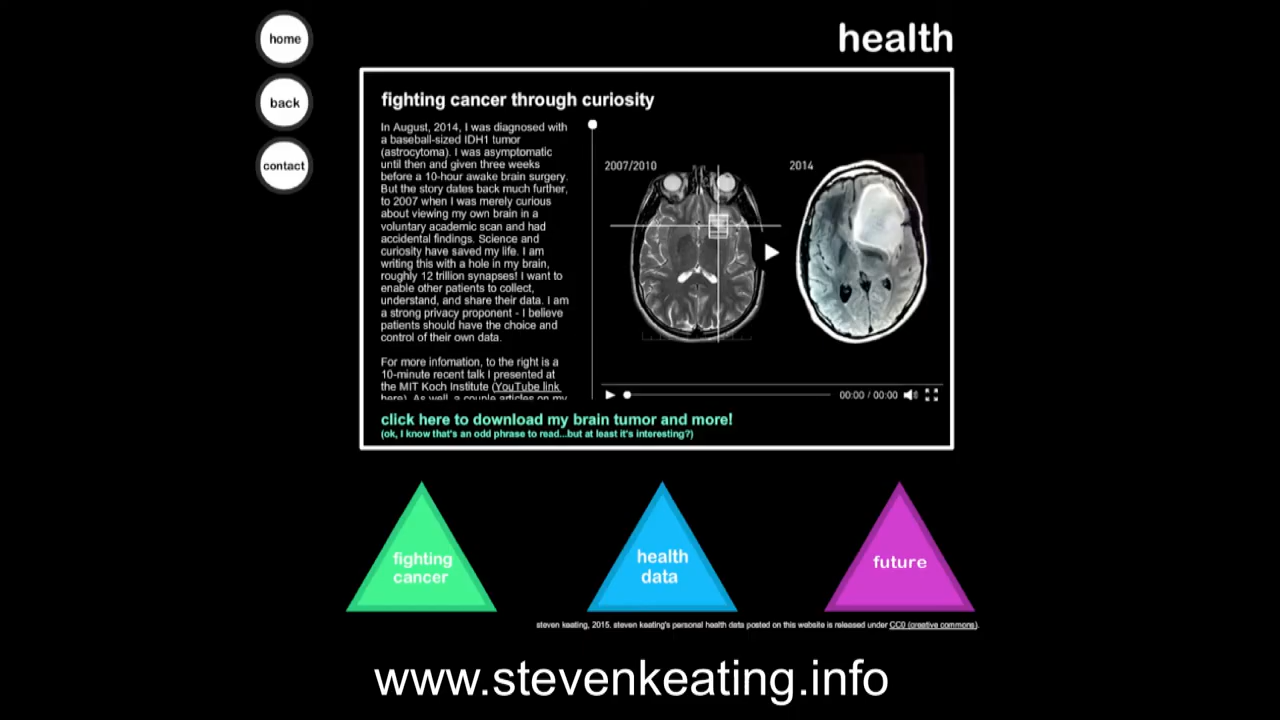 home
health
back
contact
fighting cancer through curiosity
In August, 2014, I was diagnosed with
a baseball-sized IDH1 tumor
(astrocytoma). I was asymptomatic
until then and given three weeks
before a 10-hour awake brain surgery.
But the story dates back much further,
to 2007 when I was merely curious
about viewing my own brain in a
voluntary academic scan and had
accidental findings. Science and
curiosity have saved my life. I am
writing this with a hole in my brain,
roughly 12 trillion synapses! I want to
enable other patients to collect,
understand, and share their data. I am
a strong privacy proponent - I believe
patients should have the choice and
control of their own data.
For more infomation, to the right is a
10-minute recent talk I presented at
the MIT Koch Institute (YouTube link
here). As well, a couple articles on my
2007/2010
2014
00:00 / 00:00
click here to download my brain tumor and more!
(ok, I know that's an odd phrase to read...but at least it's interesting?)
fighting
cancer
health
data
future
steven keating, 2015. steven keating's personal health data posted on this website is released under CC0 (creative commons).
www.stevenkeating.info